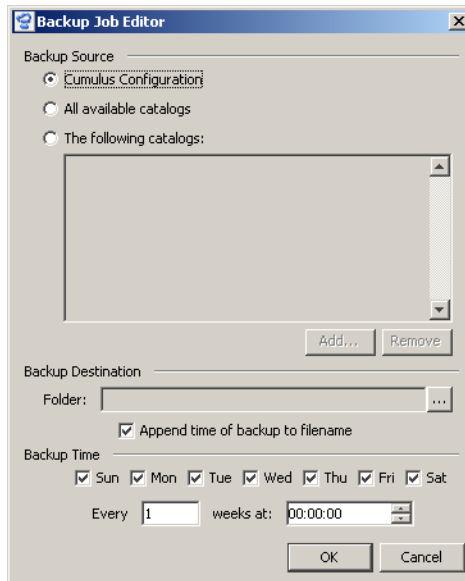 Backup Job Editor
Backup Source
Cumulus Configuration
All available catalogs
The following catalogs:
Add... Remove
Backup Destination
Folder: ...
Append time of backup to filename
Backup Time
Sun Mon Tue Wed Thu Fri Sat
Every 1 weeks at: 00:00:00
OK Cancel